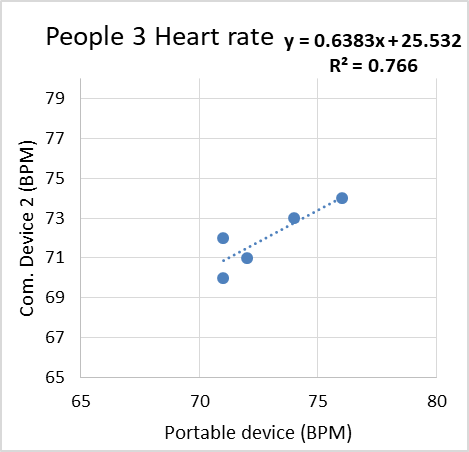 People 3 Heart rate
y = 0.6383x + 25.532
R² = 0.766
79
77
75
73
71
69
67
65
Com. Device 2 (BPM)
65 70 75 80
Portable device (BPM)